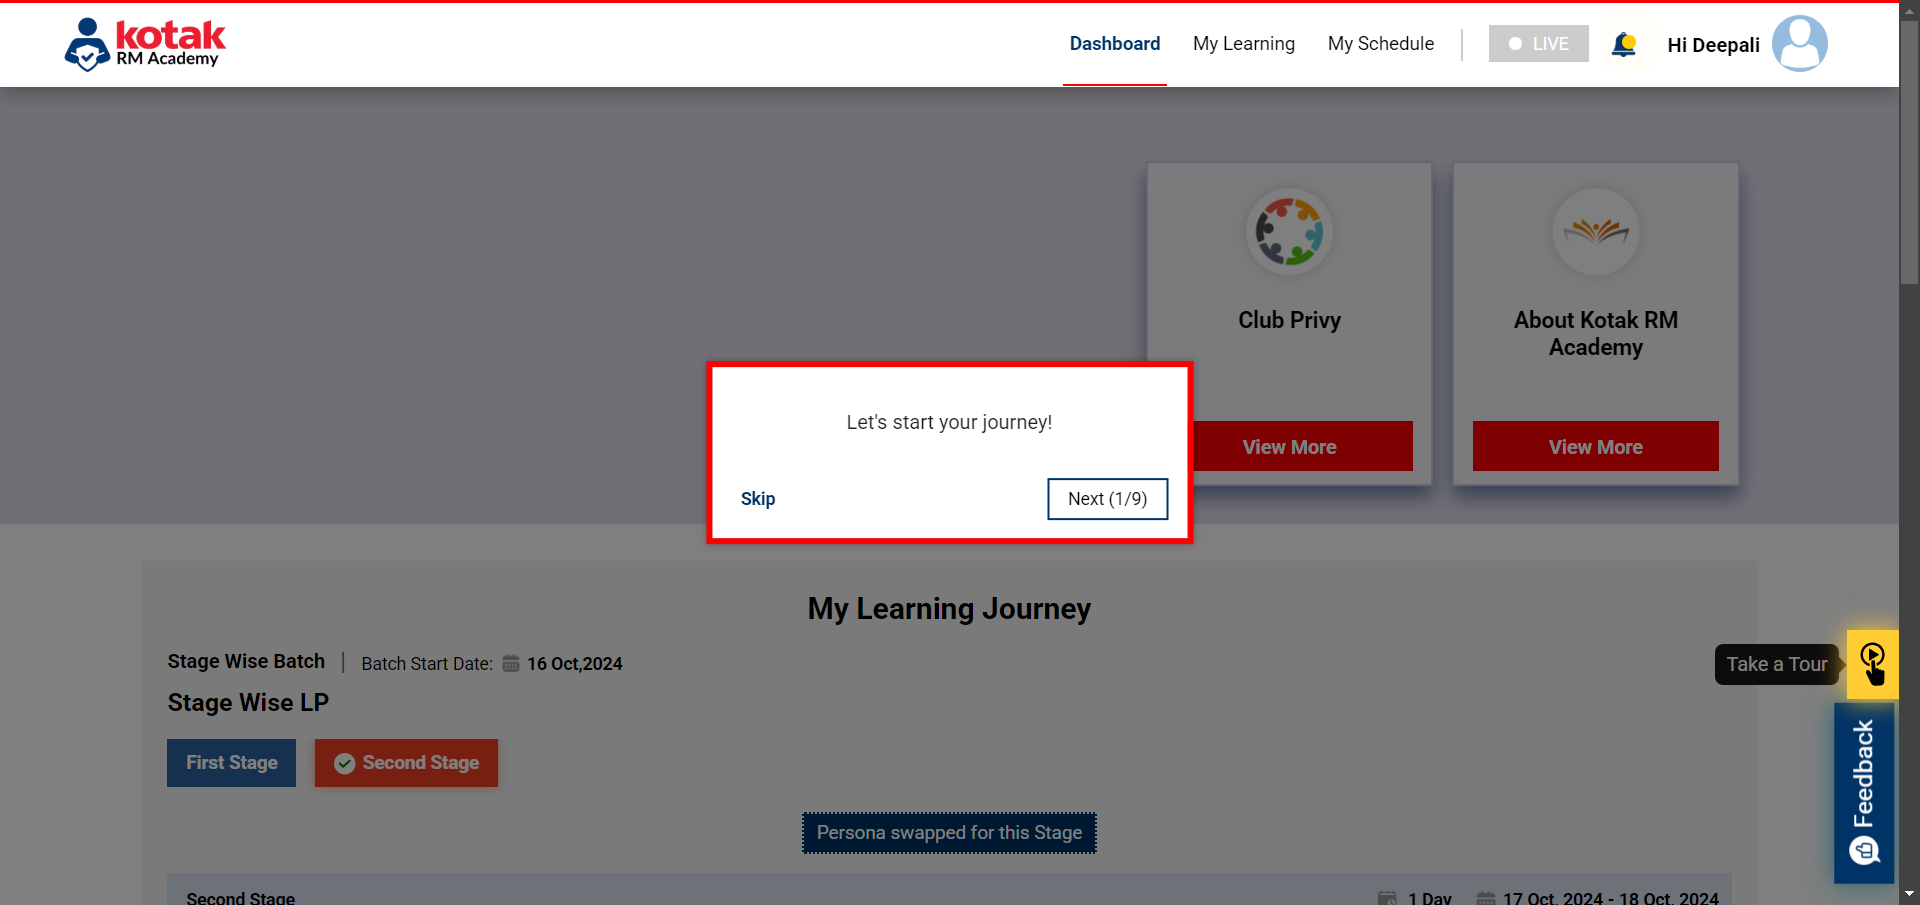 kotak
RM Academy
Dashboard
My Learning
My Schedule
LIVE
Hi Deepali
Club Privy
About Kotak RM
Academy
View More
View More
Let's start your journey!
Skip
Next (1/9)
My Learning Journey
Stage Wise Batch
Batch Start Date:
16 Oct,2024
Stage Wise LP
Take a Tour
First Stage
Second Stage
Feedback
Persona swapped for this Stage
Second Stage
1 Day
17 Oct, 2024 - 18 Oct, 2024